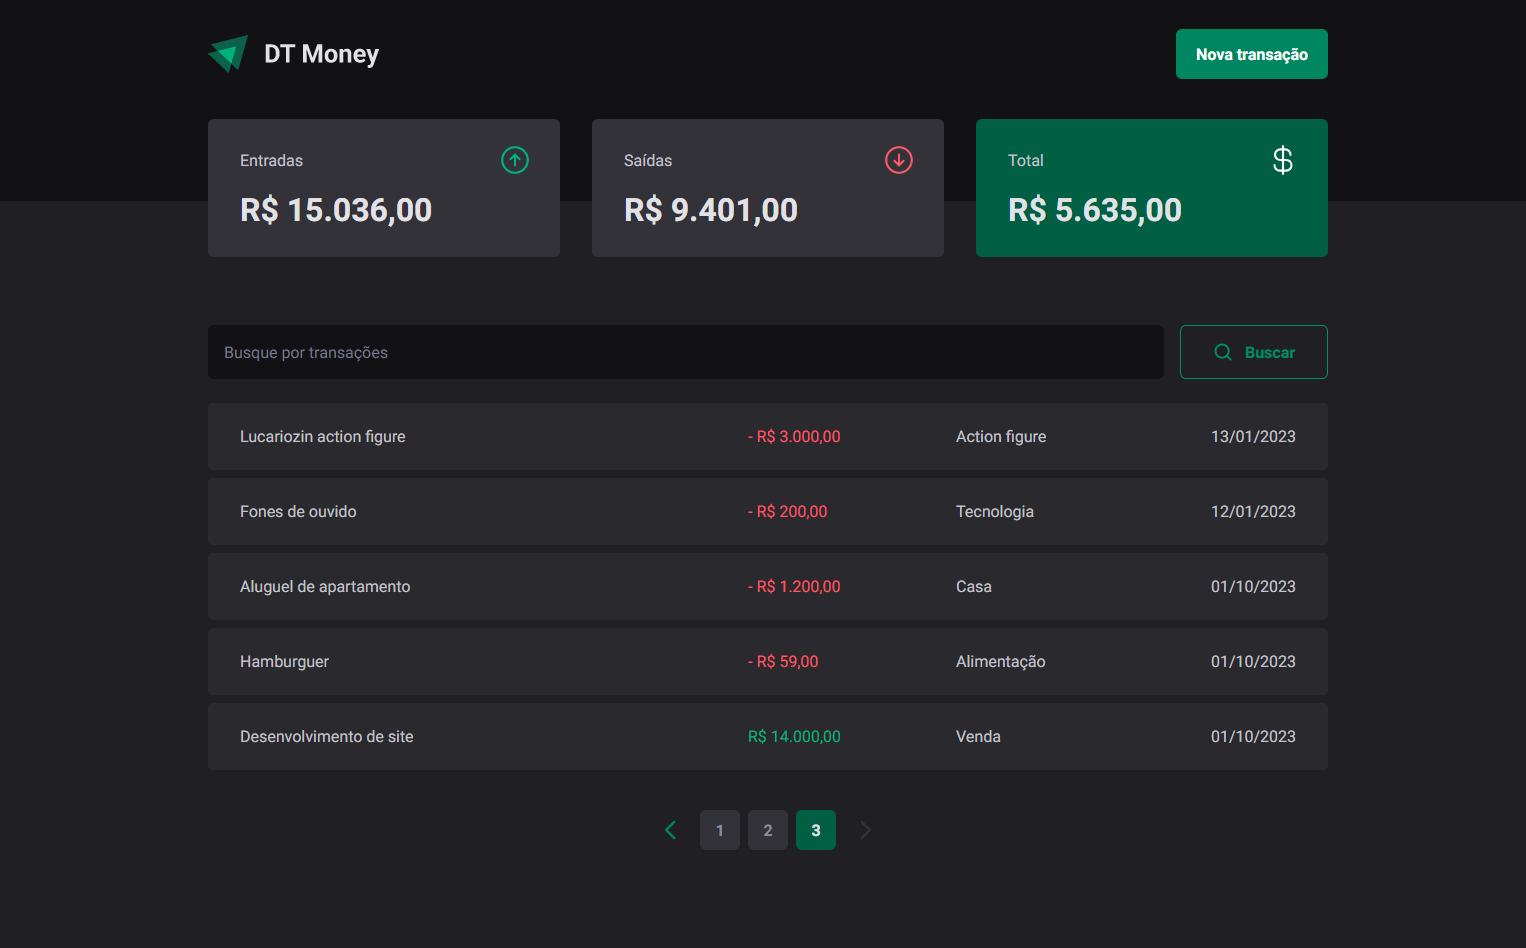 DT Money
Nova transação
Entradas
R$ 15.036,00
Saídas
R$ 9.401,00
Total
$
R$ 5.635,00
Busque por transações
Buscar
Lucariozin action figure - R$ 3.000,00 Action figure 13/01/2023
Fones de ouvido - R$ 200,00 Tecnologia 12/01/2023
Aluguel de apartamento - R$ 1.200,00 Casa 01/10/2023
Hamburguer - R$ 59,00 Alimentação 01/10/2023
Desenvolvimento de site R$ 14.000,00 Venda 01/10/2023
1 2 3